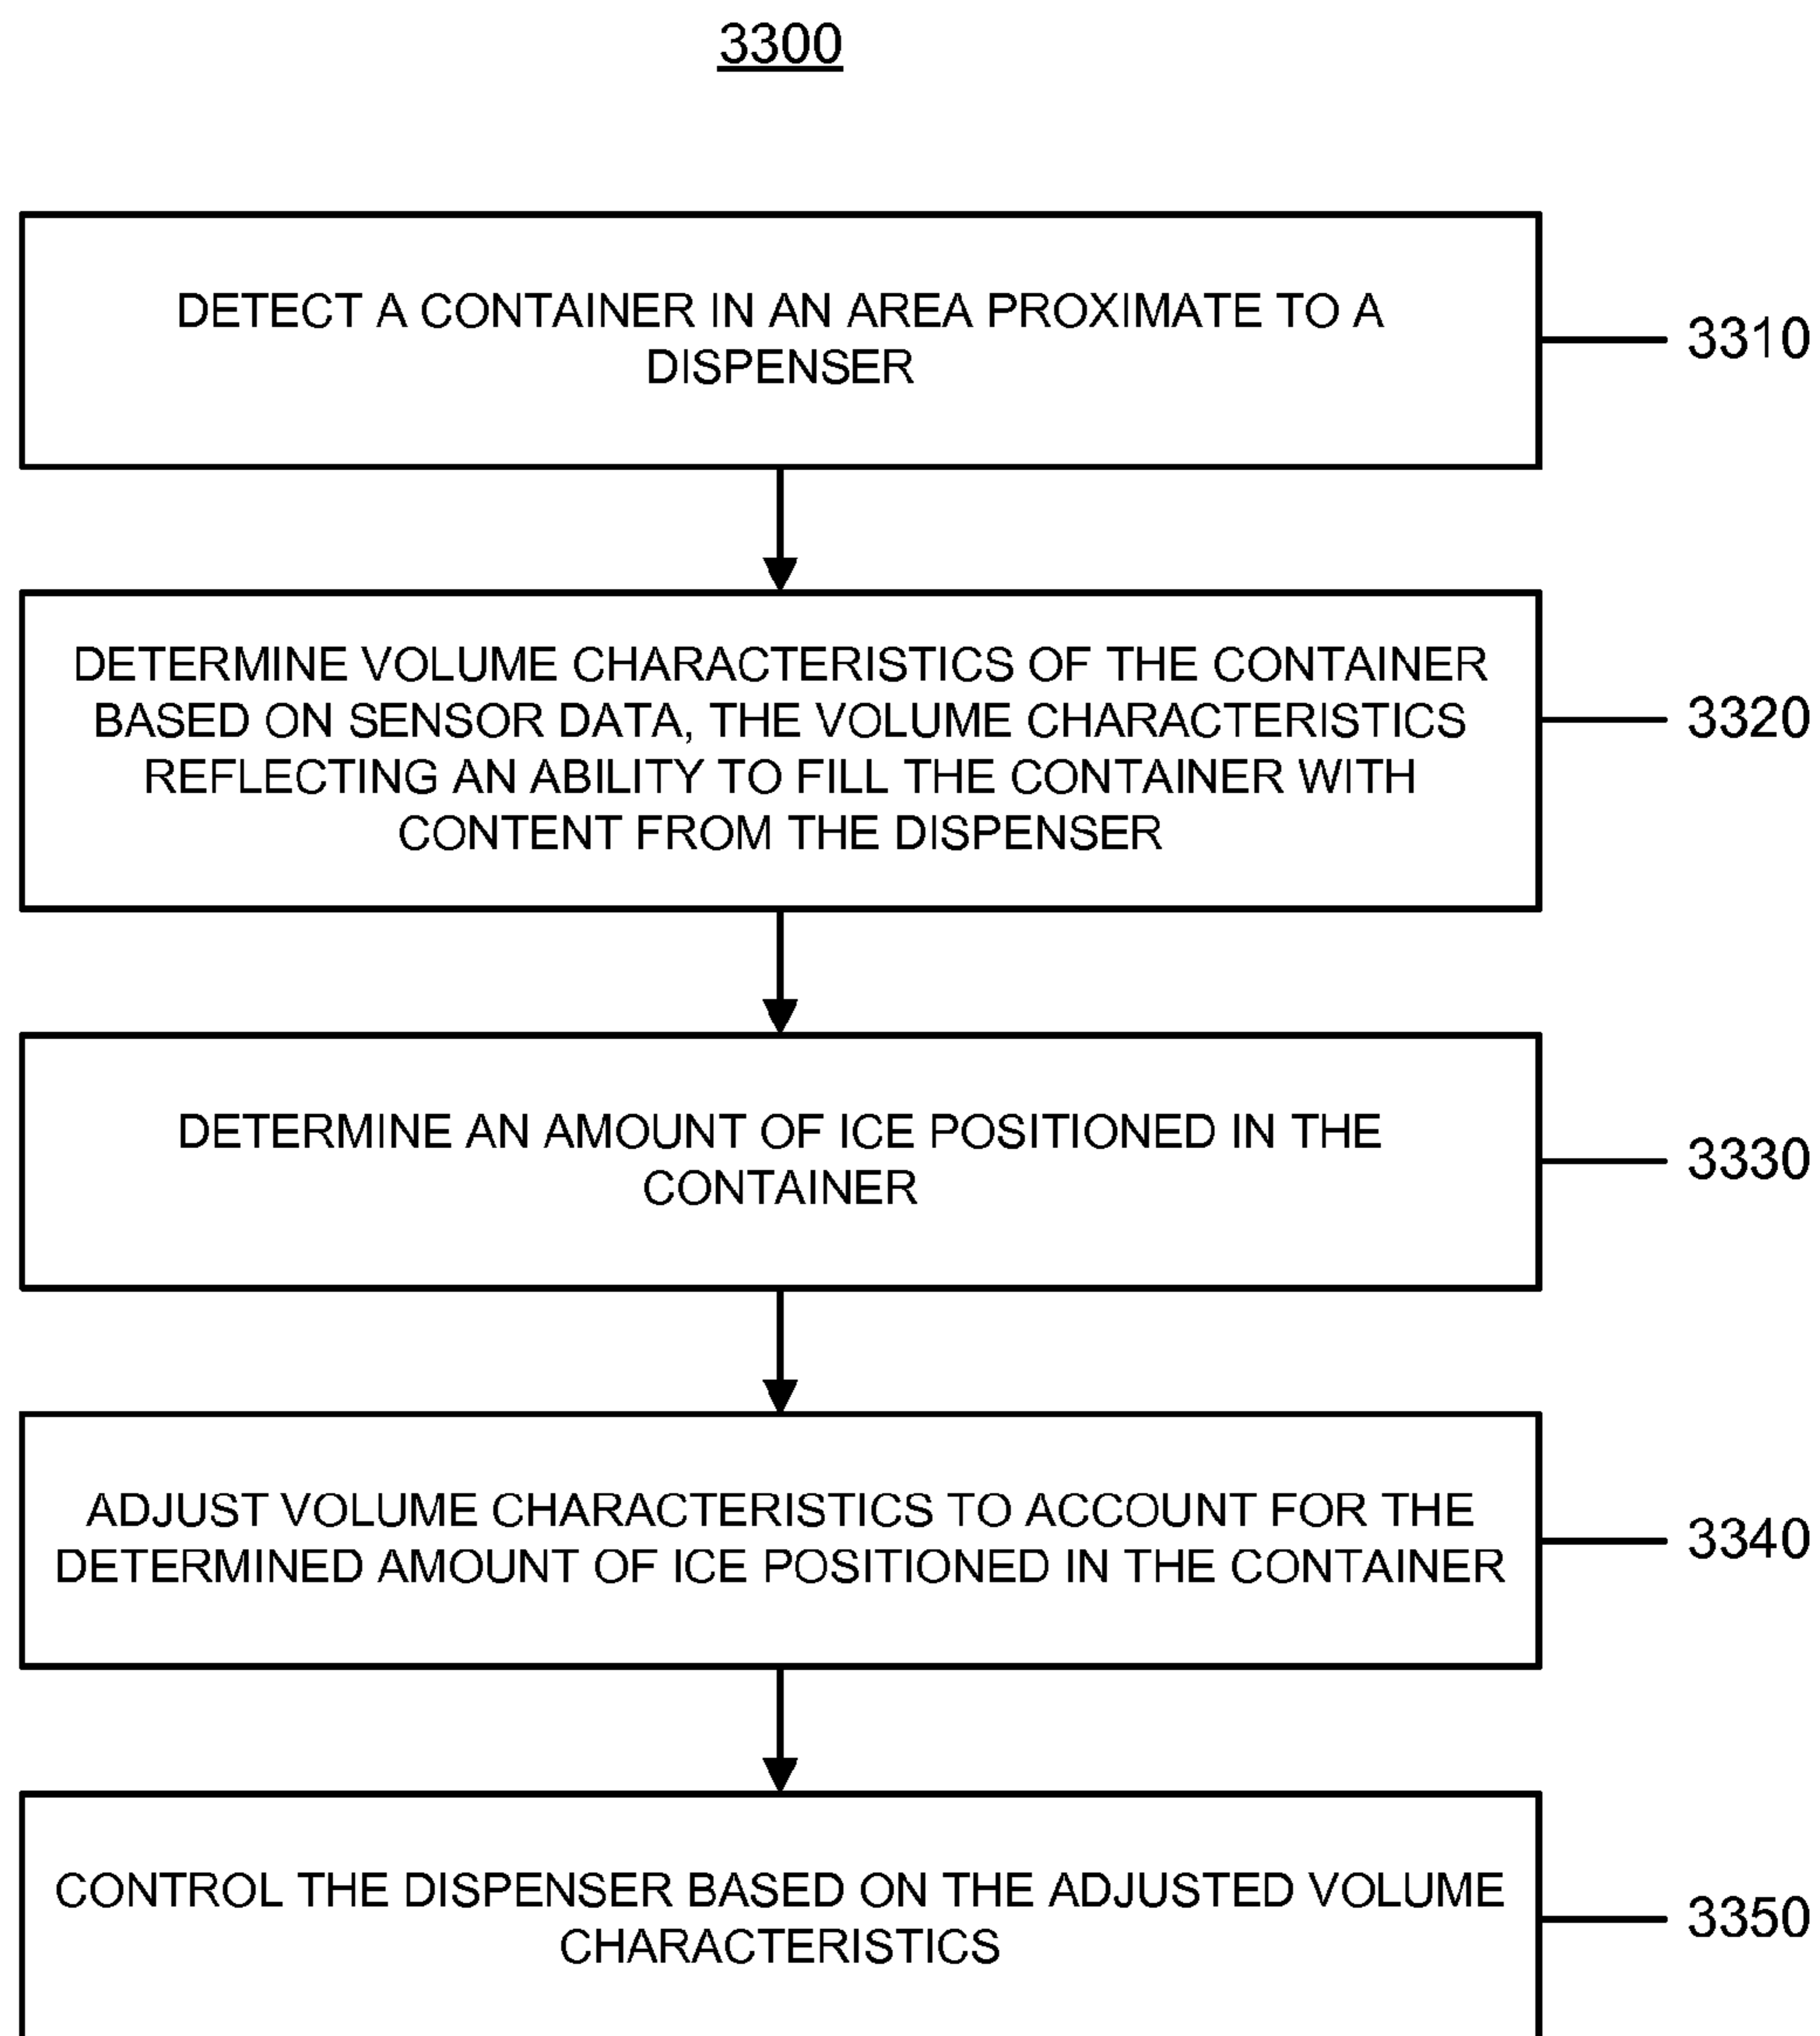 3300
DETECT A CONTAINER IN AN AREA PROXIMATE TO A
DISPENSER
3310
DETERMINE VOLUME CHARACTERISTICS OF THE CONTAINER
BASED ON SENSOR DATA, THE VOLUME CHARACTERISTICS
REFLECTING AN ABILITY TO FILL THE CONTAINER WITH
CONTENT FROM THE DISPENSER
3320
DETERMINE AN AMOUNT OF ICE POSITIONED IN THE
CONTAINER
3330
ADJUST VOLUME CHARACTERISTICS TO ACCOUNT FOR THE
DETERMINED AMOUNT OF ICE POSITIONED IN THE CONTAINER
3340
CONTROL THE DISPENSER BASED ON THE ADJUSTED VOLUME
CHARACTERISTICS
3350